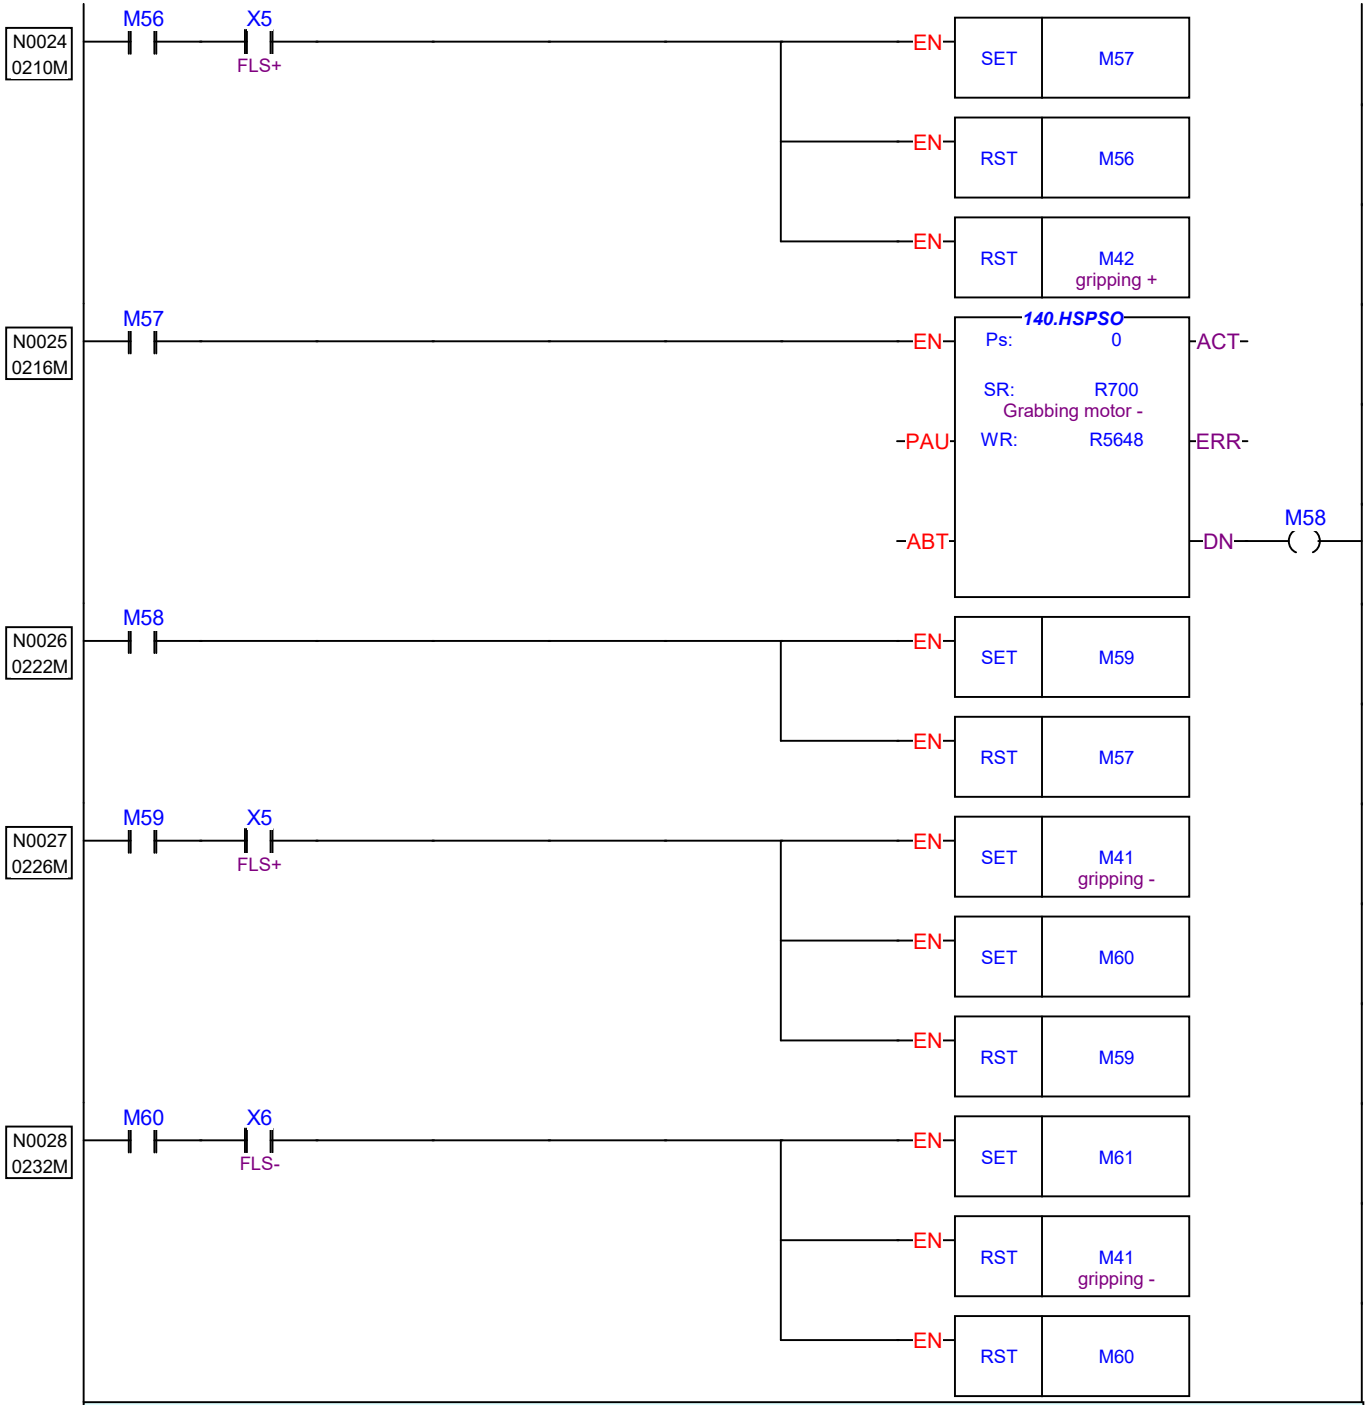 M56 X5
N0024 EN
0210M FLS+ SET M57
EN
RST M56
EN
RST M42
gripping +
M57 140.HSPSO
N0025 EN Ps: 0 ACT
0216M
SR: R700
Grabbing motor -
PAU WR: R5648 ERR
M58
ABT DN
M58
N0026 EN
0222M SET M59
EN
RST M57
M59 X5
N0027 EN
0226M FLS+ SET M41
gripping -
EN
SET M60
EN
RST M59
M60 X6
N0028 EN
0232M FLS- SET M61
EN
RST M41
gripping -
EN
RST M60